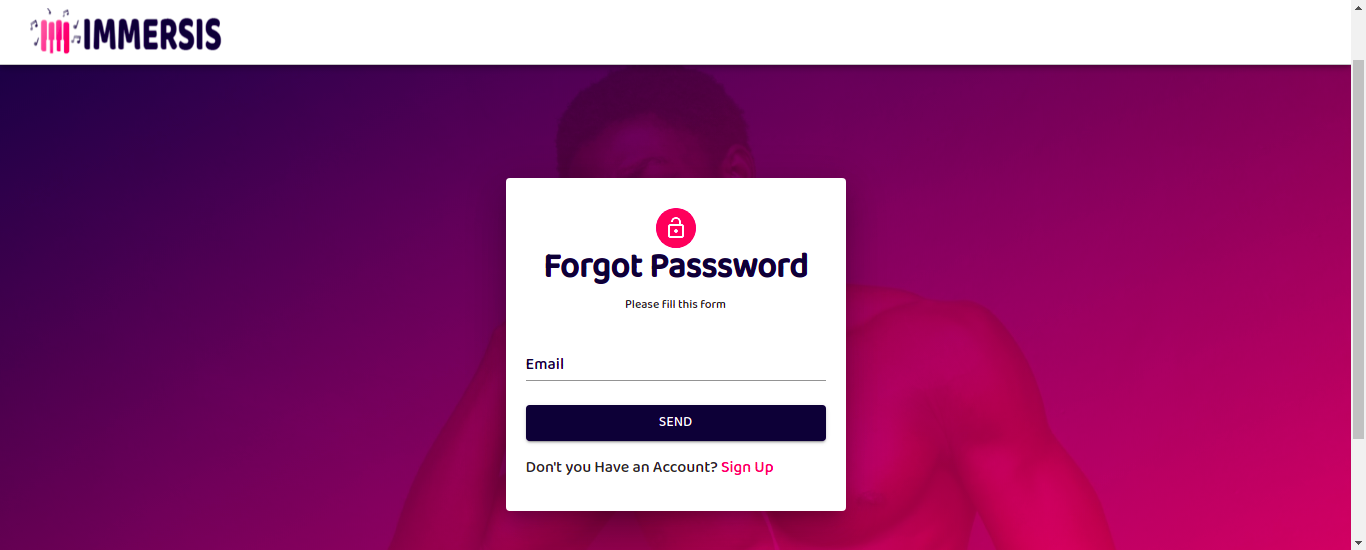 IMMERSIS
Forgot Passsword
Please fill this form
Email
SEND
Don't you Have an Account? Sign Up